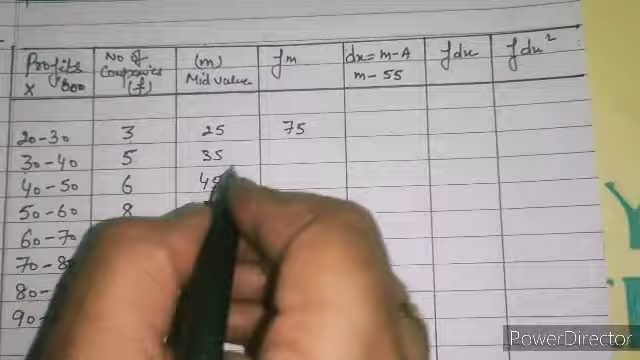 Profits No of (m) fm dx = m-A fdx fdx²
x 000 Companies Mid value m - 55
(f)
20-30 3 25 75
30-40 5 35
40-50 6
50-60 8
60-70
PowerDirector